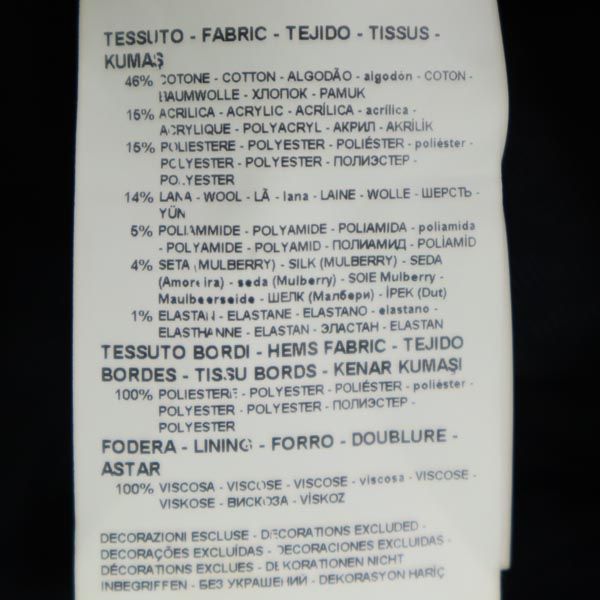 TESSUTO - FABRIC - TEJIDO - TISSUS -
KUMAŞ
46% COTONE - COTTON - ALGODÃO - algodón - COTON -
BAUMWOLLE - ХЛОПОК - PAMUK
15% ACRILICA - ACRYLIC - ACRÍLICA - acrílica -
ACRYLIQUE - POLYACRYL - АКРИЛ - AKRİLİK
15% POLIESTERE - POLYESTER - POLIÉSTER - poliéster -
POLYESTER - POLYESTER - ПОЛИЭСТЕР -
POLYESTER
14% LANA - WOOL - LÃ - lana - LAINE - WOLLE - ШЕРСТЬ -
YÜN
5% POLIAMMIDE - POLYAMIDE - POLIAMIDA - poliamida
- POLYAMIDE - POLYAMID - ПОЛИАМИД - POLİAMİD
4% SETA (MULBERRY) - SILK (MULBERRY) - SEDA
(Amoreira) - seda (Mulberry) - SOIE Mulberry -
Maulbeerseide - ШЕЛК (Малбери) - İPEK (Dut)
1% ELASTAN - ELASTANE - ELASTANO - elastano -
ELASTHANNE - ELASTAN - ЭЛАСТАН - ELASTAN
TESSUTO BORDI - HEMS FABRIC - TEJIDO
BORDES - TISSU BORDS - KENAR KUMAŞI
100% POLIESTERE - POLYESTER - POLIÉSTER - poliéster -
POLYESTER - POLYESTER - ПОЛИЭСТЕР -
POLYESTER
FODERA - LINING - FORRO - DOUBLURE -
ASTAR
100% VISCOSA - VISCOSE - VISCOSE - viscosa - VISCOSE -
VISKOSE - ВИСКОЗА - VİSKOZ
DECORAZIONI ESCLUSE - DECORATIONS EXCLUDED -
DECORAÇÕES EXCLUÍDAS - DECORACIONES EXCLUIDAS -
DÉCORATIONS EXCLUES - DEKORATIONEN NICHT
INBEGRIFFEN - БЕЗ УКРАШЕНИИ - DEKORASYON HARİÇ